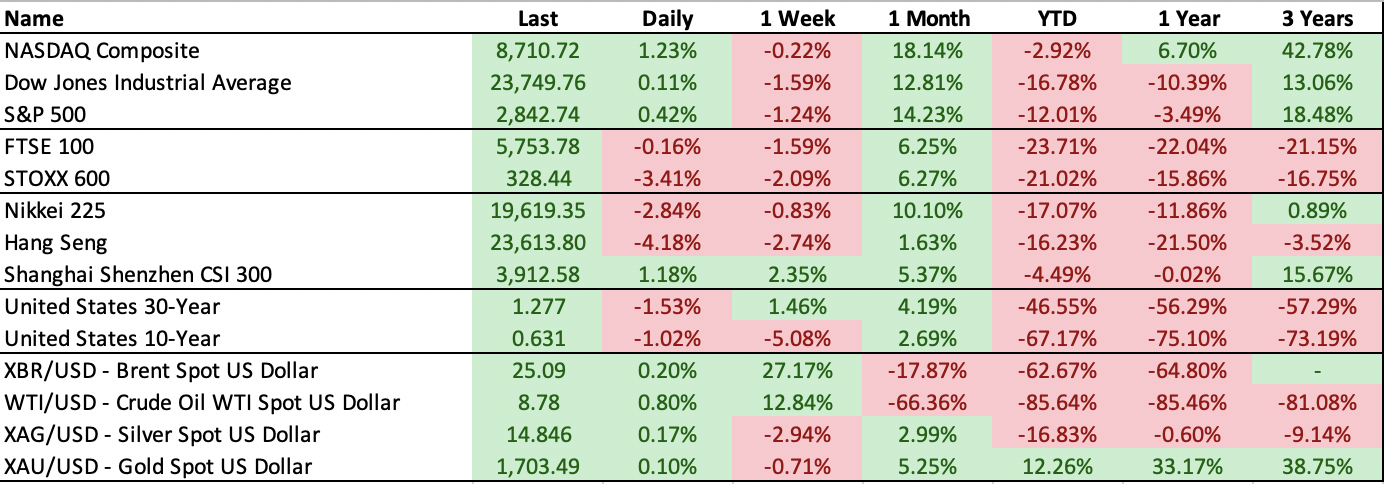 Name Last Daily 1 Week 1 Month YTD 1 Year 3 Years
NASDAQ Composite 8,710.72 1.23% -0.22% 18.14% -2.92% 6.70% 42.78%
Dow Jones Industrial Average 23,749.76 0.11% -1.59% 12.81% -16.78% -10.39% 13.06%
S&P 500 2,842.74 0.42% -1.24% 14.23% -12.01% -3.49% 18.48%
FTSE 100 5,753.78 -0.16% -1.59% 6.25% -23.71% -22.04% -21.15%
STOXX 600 328.44 -3.41% -2.09% 6.27% -21.02% -15.86% -16.75%
Nikkei 225 19,619.35 -2.84% -0.83% 10.10% -17.07% -11.86% 0.89%
Hang Seng 23,613.80 -4.18% -2.74% 1.63% -16.23% -21.50% -3.52%
Shanghai Shenzhen CSI 300 3,912.58 1.18% 2.35% 5.37% -4.49% -0.02% 15.67%
United States 30-Year 1.277 -1.53% 1.46% 4.19% -46.55% -56.29% -57.29%
United States 10-Year 0.631 -1.02% -5.08% 2.69% -67.17% -75.10% -73.19%
XBR/USD - Brent Spot US Dollar 25.09 0.20% 27.17% -17.87% -62.67% -64.80% -
WTI/USD - Crude Oil WTI Spot US Dollar 8.78 0.80% 12.84% -66.36% -85.64% -85.46% -81.08%
XAG/USD - Silver Spot US Dollar 14.846 0.17% -2.94% 2.99% -16.83% -0.60% -9.14%
XAU/USD - Gold Spot US Dollar 1,703.49 0.10% -0.71% 5.25% 12.26% 33.17% 38.75%